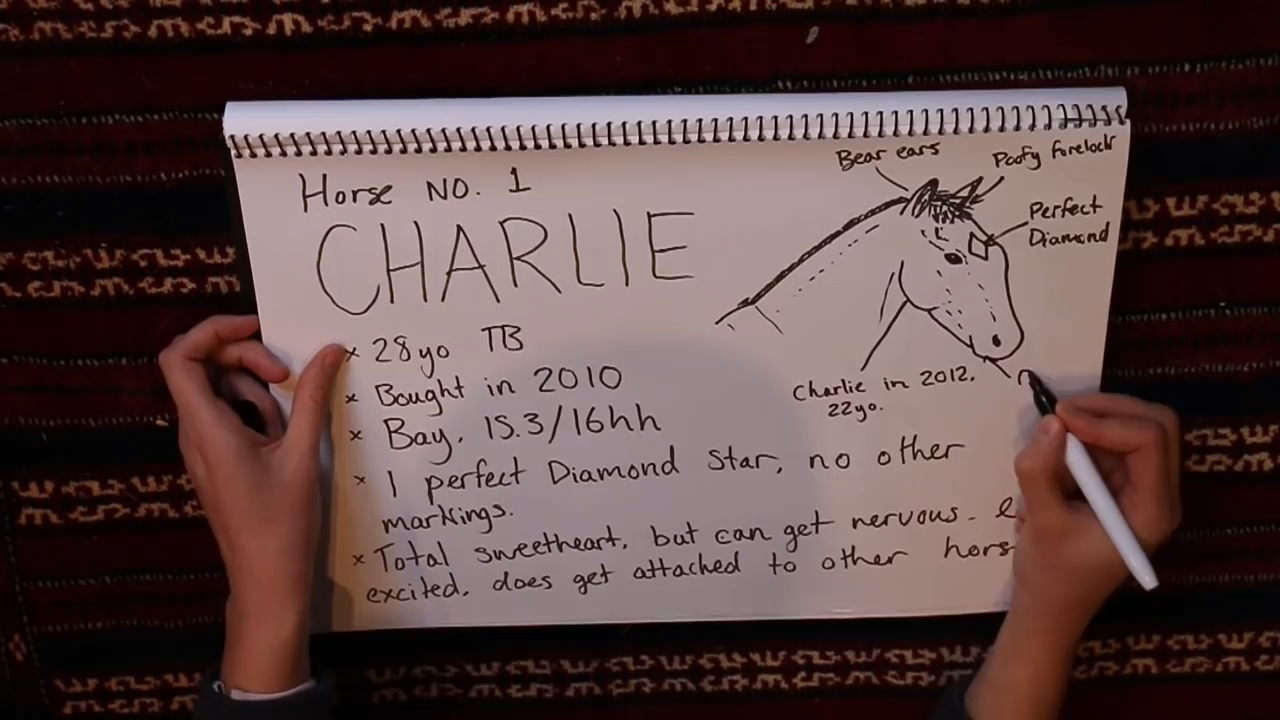 Horse NO. 1
CHARLIE
× 28yo TB
× Bought in 2010
× Bay. 15.3/16hh
× 1 perfect Diamond Star, no other
markings.
× Total sweetheart, but can get nervous -
excited, does get attached to other
Bear ears
Poofy forelock
Perfect
Diamond
Charlie in 2012.
22yo.